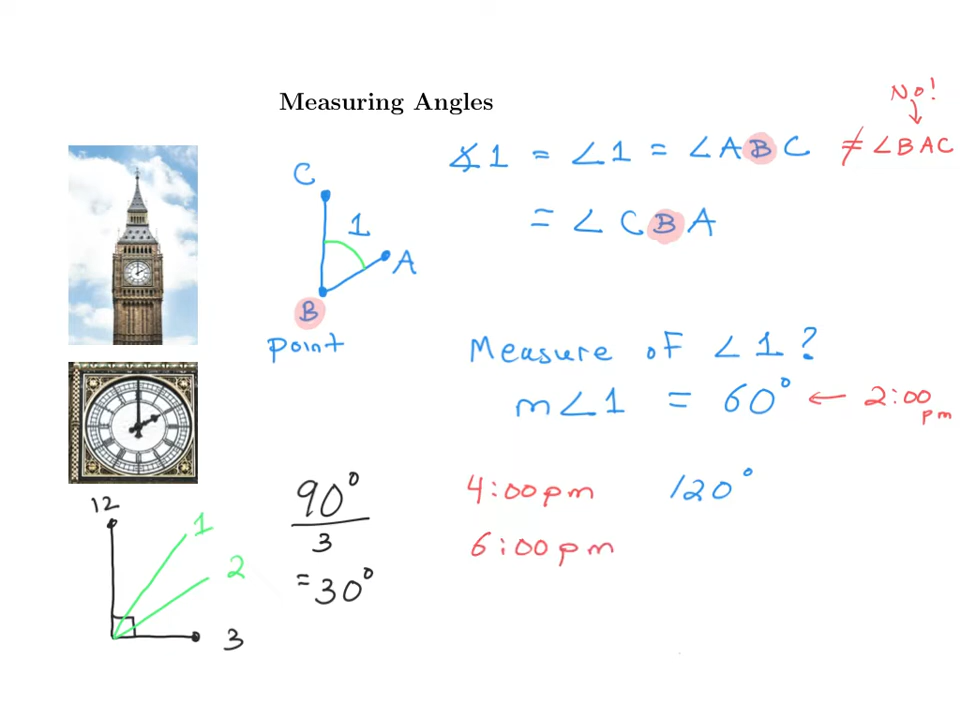 Measuring Angles
No!
∡1 = ∠1 = ∠ABC ≠ ∠BAC
= ∠CBA
C
1
A
B
point
Measure of ∠1?
m∠1 = 60° ← 2:00 pm
4:00pm 120°
6:00pm
90°
3
= 30°
12
1
2
3